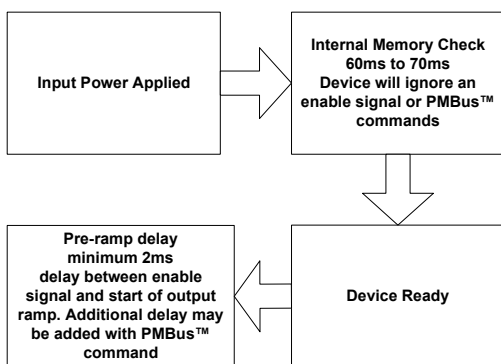 Input Power Applied
Internal Memory Check
60ms to 70ms
Device will ignore an
enable signal or PMBus™
commands
Device Ready
Pre-ramp delay
minimum 2ms
delay between enable
signal and start of output
ramp. Additional delay may
be added with PMBus™
command